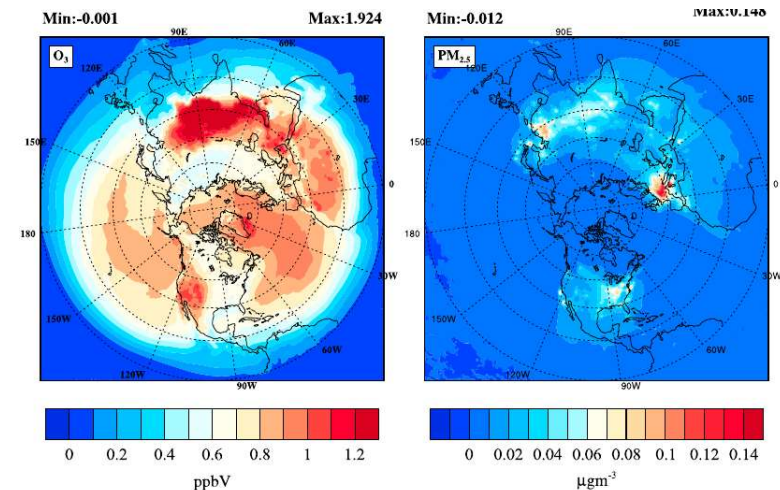 Min:-0.001 Max:1.924
O₃
90E
60E
120E
30E
150E
0
180
30W
150W
60W
120W
90W
0 0.2 0.4 0.6 0.8 1 1.2
ppbV
Min:-0.012 Max:0.148
PM₂.₅
90E
60E
120E
30E
150E
0
180
30W
150W
60W
120W
90W
0 0.02 0.04 0.06 0.08 0.1 0.12 0.14
µgm⁻³